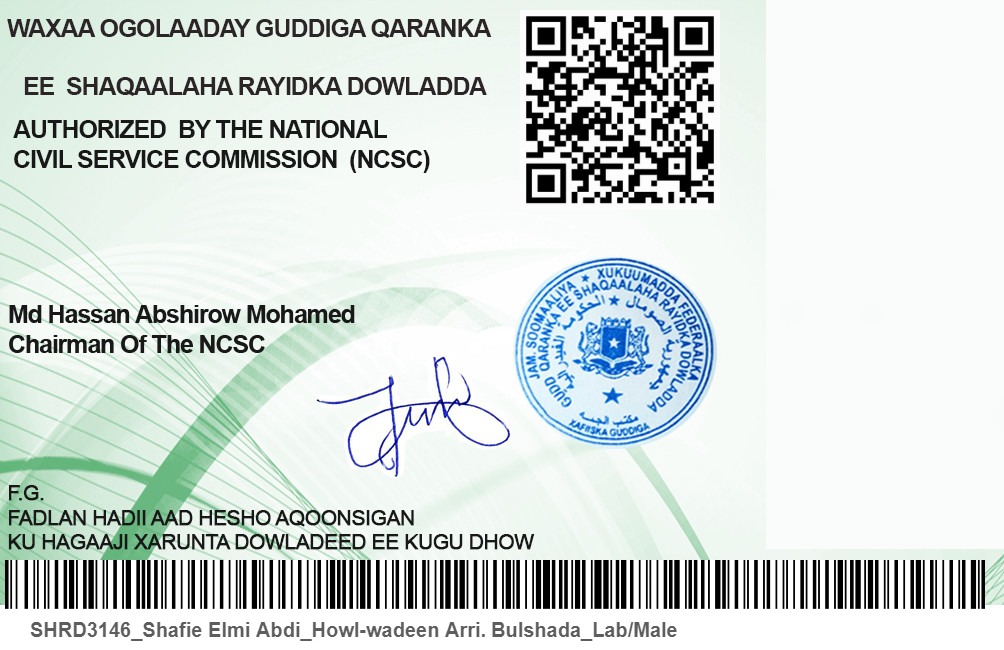 WAXAA OGOLAADAY GUDDIGA QARANKA
EE SHAQAALAHA RAYIDKA DOWLADDA
AUTHORIZED BY THE NATIONAL
CIVIL SERVICE COMMISSION (NCSC)
JAM. SOOMAALIYA ★ XUKUUMADDA FEDERAALKA
GUDD QARANKA EE SHAQAALAHA RAYIDKA DOWLADDA
XAFIISKA GUDDIGA
Md Hassan Abshirow Mohamed
Chairman Of The NCSC
F.G.
FADLAN HADII AAD HESHO AQOONSIGAN
KU HAGAAJI XARUNTA DOWLADEED EE KUGU DHOW
SHRD3146_Shafie Elmi Abdi_Howl-wadeen Arri. Bulshada_Lab/Male